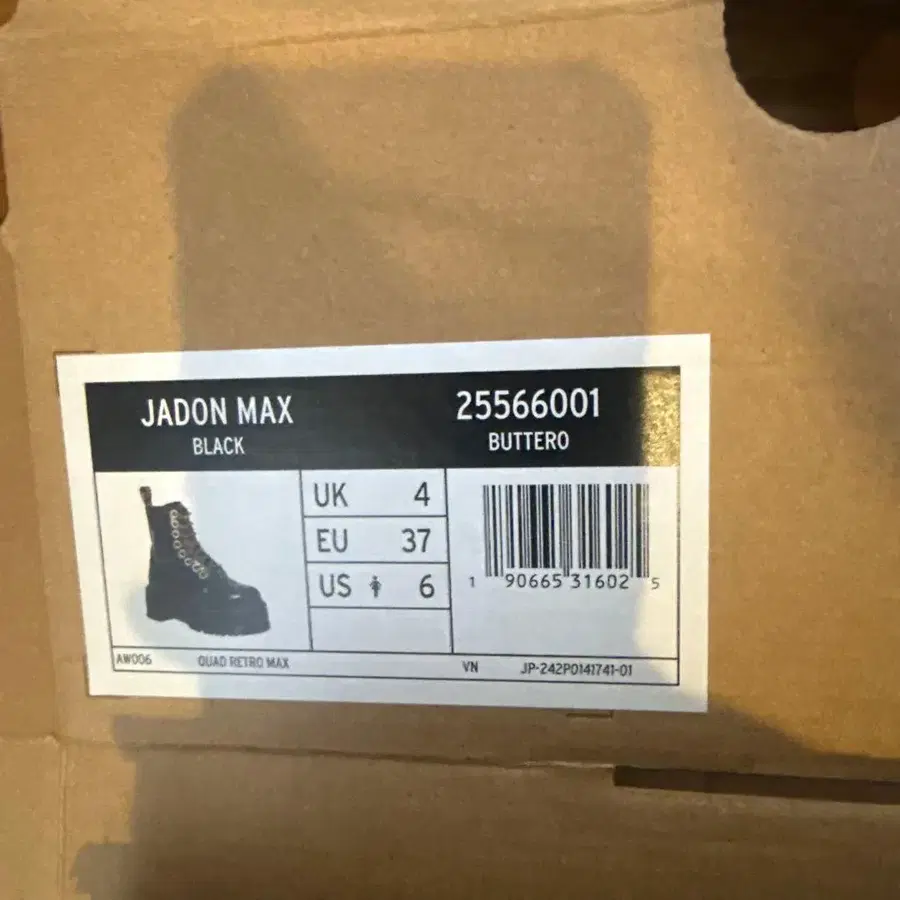 JADON MAX
BLACK
25566001
BUTTERO
UK 4
EU 37
US 6
1 90665 31602 5
AW006 QUAD RETRO MAX VN JP-242P0141741-01